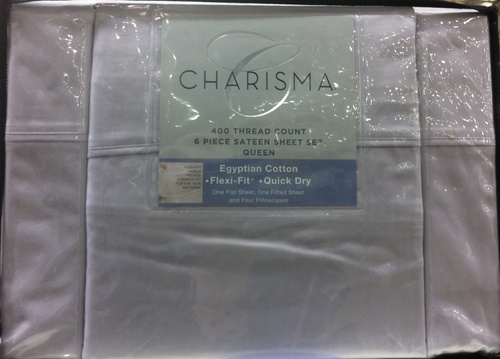 CHARISMA
400 THREAD COUNT
6 PIECE SATEEN SHEET SET
QUEEN
Egyptian Cotton
•Flexi-Fit® •Quick Dry
One Flat Sheet, One Fitted Sheet
and Four Pillowcases